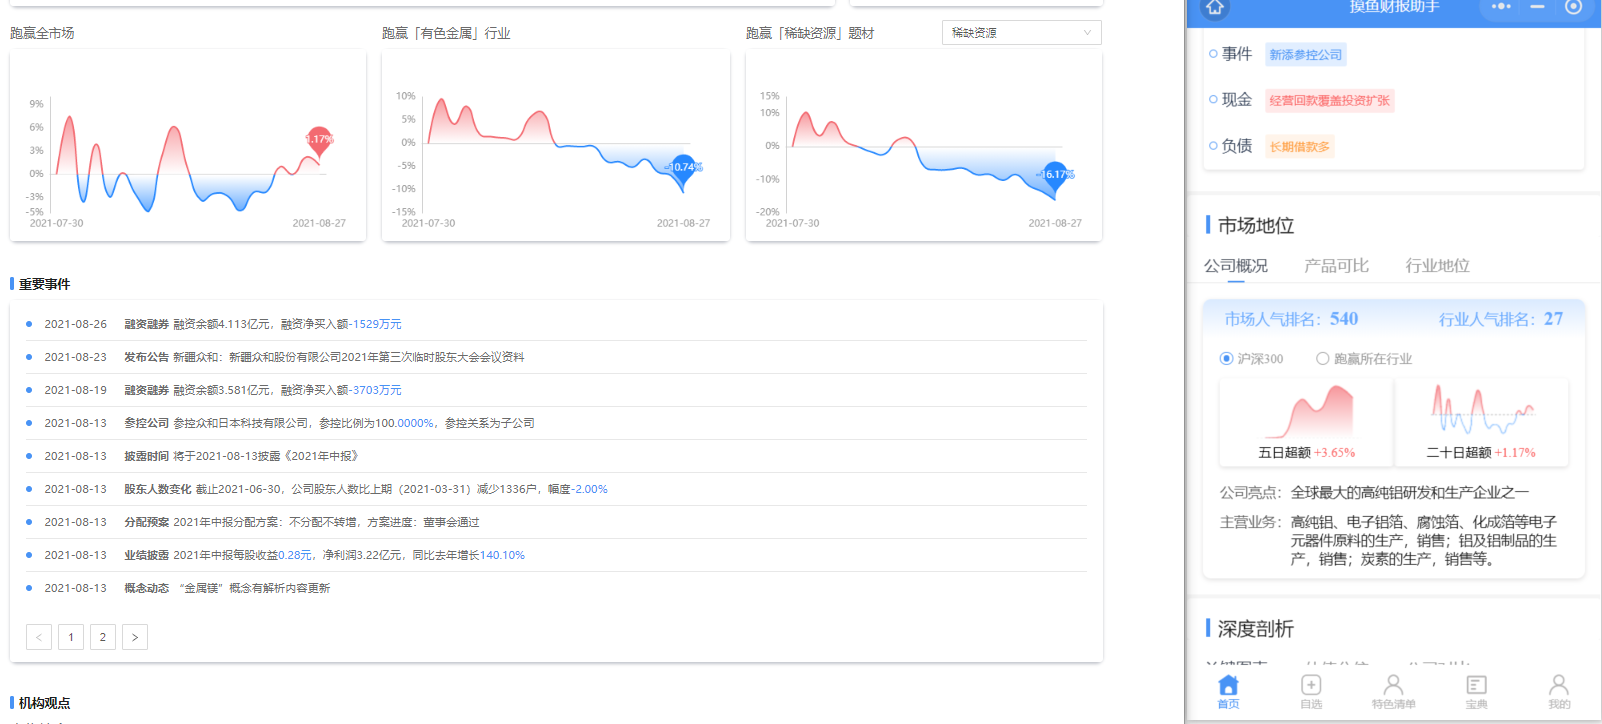 跑赢全市场
9%
6%
3%
0%
-3%
-5%
2021-07-30
2021-08-27
1.17%
跑赢「有色金属」行业
10%
5%
0%
-5%
-10%
-15%
2021-07-30
2021-08-27
-10.74%
跑赢「稀缺资源」题材
稀缺资源
15%
10%
0%
-10%
-20%
2021-07-30
2021-08-27
-16.17%
重要事件
2021-08-26 融资融券 融资余额4.113亿元，融资净买入额-1529万元
2021-08-23 发布公告 新疆众和：新疆众和股份有限公司2021年第三次临时股东大会会议资料
2021-08-19 融资融券 融资余额3.581亿元，融资净买入额-3703万元
2021-08-13 参控公司 参控众和日本科技有限公司，参控比例为100.0000%，参控关系为子公司
2021-08-13 披露时间 将于2021-08-13披露《2021年中报》
2021-08-13 股东人数变化 截止2021-06-30，公司股东人数比上期（2021-03-31）减少1336户，幅度-2.00%
2021-08-13 分配预案 2021年中报分配方案：不分配不转增，方案进度：董事会通过
2021-08-13 业绩披露 2021年中报每股收益0.28元，净利润3.22亿元，同比去年增长140.10%
2021-08-13 概念动态 “金属镁”概念有解析内容更新
< 1 2 >
机构观点
摸鱼财报助手
事件 新添参控公司
现金 经营回款覆盖投资扩张
负债 长期借款多
市场地位
公司概况 产品可比 行业地位
市场人气排名：540 行业人气排名：27
沪深300 跑赢所在行业
五日超额 +3.65% 二十日超额 +1.17%
公司亮点：全球最大的高纯铝研发和生产企业之一
主营业务：高纯铝、电子铝箔、腐蚀箔、化成箔等电子
元器件原料的生产，销售；铝及铝制品的生
产，销售；炭素的生产，销售等。
深度剖析
首页 自选 特色清单 宝典 我的